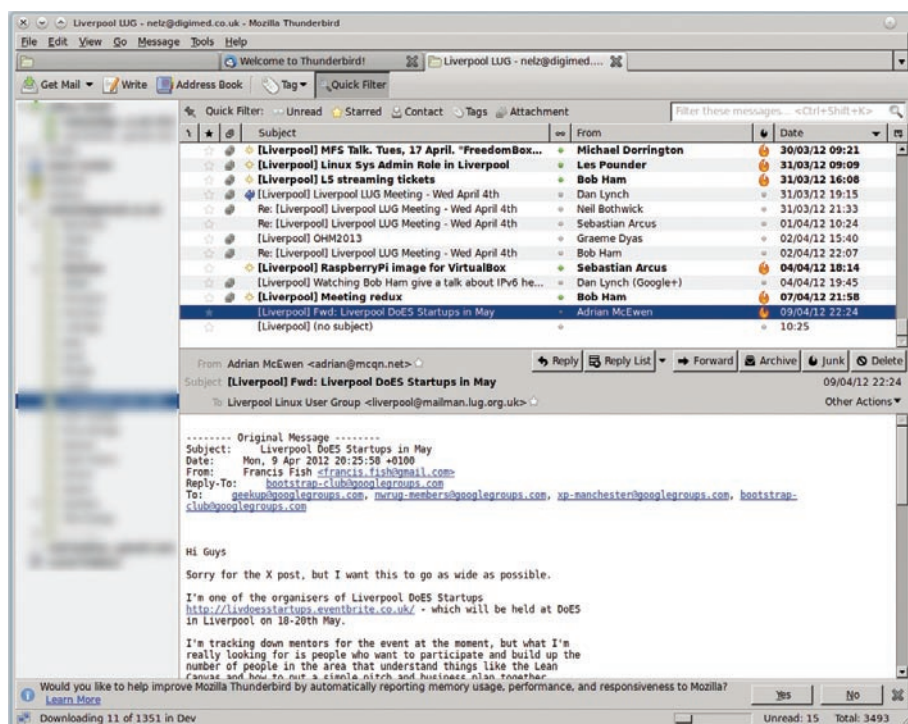 Liverpool LUG - nelz@digimed.co.uk - Mozilla Thunderbird
File Edit View Go Message Tools Help
Welcome to Thunderbird! Liverpool LUG - nelz@digimed....
Get Mail Write Address Book Tag Quick Filter
Quick Filter: Unread Starred Contact Tags Attachment Filter these messages... <Ctrl+Shift+K>
Subject From Date
[Liverpool] MFS Talk. Tues, 17 April. "FreedomBox... Michael Dorrington 30/03/12 09:21
[Liverpool] Linux Sys Admin Role in Liverpool Les Pounder 31/03/12 09:09
[Liverpool] L5 streaming tickets Bob Ham 31/03/12 16:08
[Liverpool] Liverpool LUG Meeting - Wed April 4th Dan Lynch 31/03/12 19:15
Re: [Liverpool] Liverpool LUG Meeting - Wed April 4th Neil Bothwick 31/03/12 21:33
Re: [Liverpool] Liverpool LUG Meeting - Wed April 4th Sebastian Arcus 01/04/12 10:24
[Liverpool] OHM2013 Graeme Dyas 02/04/12 15:40
Re: [Liverpool] Liverpool LUG Meeting - Wed April 4th Bob Ham 02/04/12 22:07
[Liverpool] RaspberryPi image for VirtualBox Sebastian Arcus 04/04/12 18:14
[Liverpool] Watching Bob Ham give a talk about IPv6 he... Dan Lynch (Google+) 04/04/12 19:45
[Liverpool] Meeting redux Bob Ham 07/04/12 21:58
[Liverpool] Fwd: Liverpool DoES Startups in May Adrian McEwen 09/04/12 22:24
[Liverpool] (no subject) 10:25
From Adrian McEwen <adrian@mcqn.net> Reply Reply List Forward Archive Junk Delete
Subject [Liverpool] Fwd: Liverpool DoES Startups in May 09/04/12 22:24
To Liverpool Linux User Group <liverpool@mailman.lug.org.uk> Other Actions
-------- Original Message --------
Subject: Liverpool DoES Startups in May
Date: Mon, 9 Apr 2012 20:25:58 +0100
From: Francis Fish <francis.fish@gmail.com>
Reply-To: bootstrap-club@googlegroups.com
To: geekup@googlegroups.com, nwrug-members@googlegroups.com, xp-manchester@googlegroups.com, bootstrap-
club@googlegroups.com
Hi Guys
Sorry for the X post, but I want this to go as wide as possible.
I'm one of the organisers of Liverpool DoES Startups
http://livdoesstartups.eventbrite.co.uk/ - which will be held at DoES
in Liverpool on 18-20th May.
I'm tracking down mentors for the event at the moment, but what I'm
really looking for is people who want to participate and build up the
number of people in the area that understand things like the Lean
Canvas and how to put a simple pitch and business plan together
Would you like to help improve Mozilla Thunderbird by automatically reporting memory usage, performance, and responsiveness to Mozilla? Yes No
Learn More
Downloading 11 of 1351 in Dev Unread: 15 Total: 3493